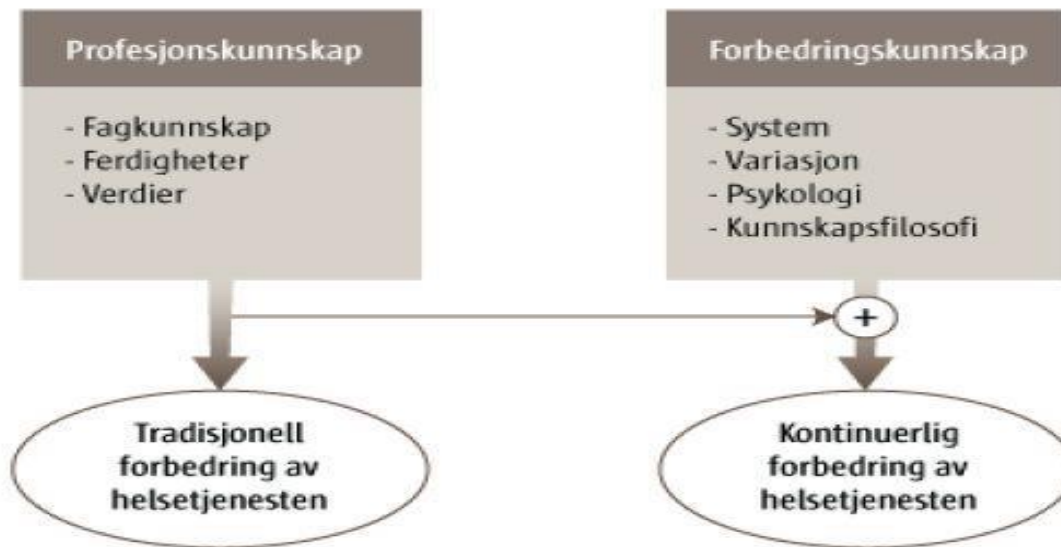 Profesjonskunnskap
- Fagkunnskap
- Ferdigheter
- Verdier
Forbedringskunnskap
- System
- Variasjon
- Psykologi
- Kunnskapsfilosofi
+
Tradisjonell
forbedring av
helsetjenesten
Kontinuerlig
forbedring av
helsetjenesten